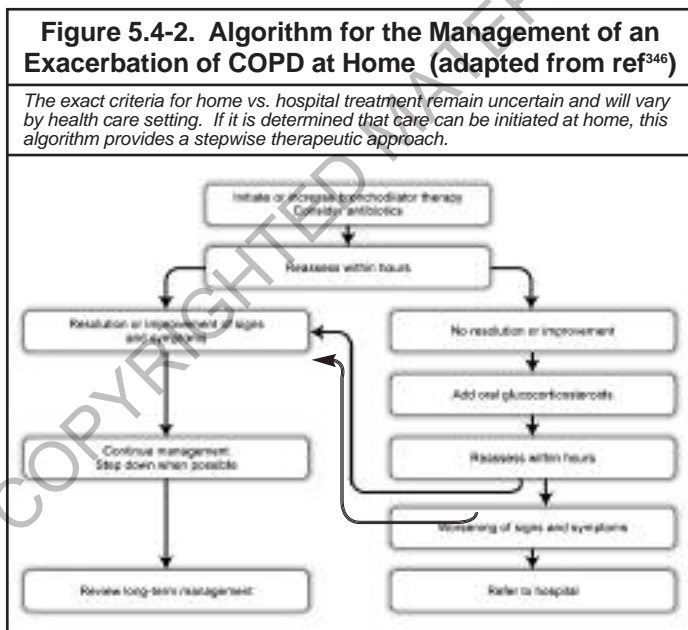 Figure 5.4-2. Algorithm for the Management of an
Exacerbation of COPD at Home (adapted from ref346)
The exact criteria for home vs. hospital treatment remain uncertain and will vary
by health care setting. If it is determined that care can be initiated at home, this
algorithm provides a stepwise therapeutic approach.
Initiate or increase bronchodilator therapy
Consider antibiotics
Reassess within hours
Resolution or improvement of signs
and symptoms
No resolution or improvement
Add oral glucocorticosteroids
Continue management
Step down when possible
Reassess within hours
Worsening of signs and symptoms
Review long-term management
Refer to hospital
COPYRIGHTED MATER